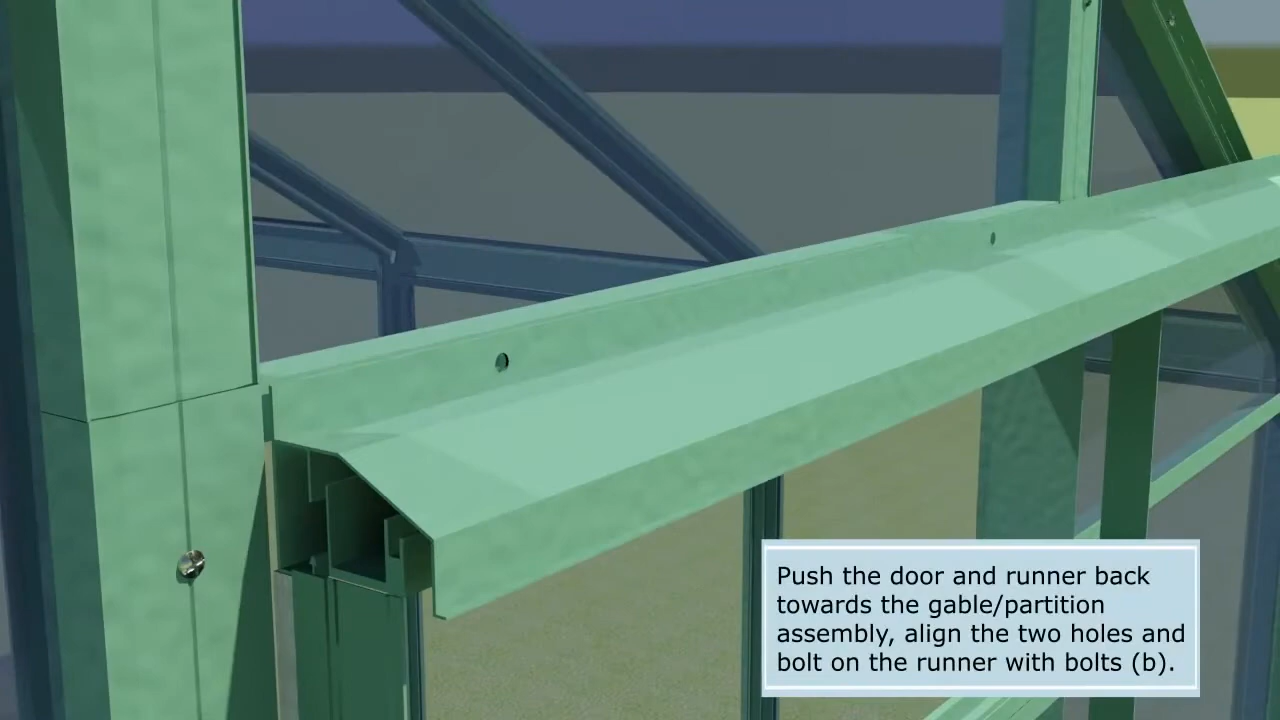 Push the door and runner back
towards the gable/partition
assembly, align the two holes and
bolt on the runner with bolts (b).